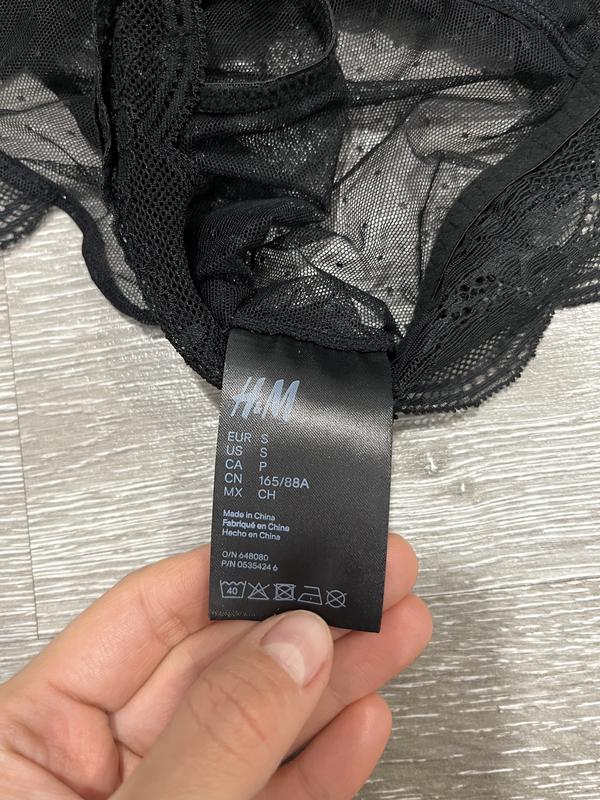 H&M
EUR S
US S
CA P
CN 165/88A
MX CH
Made in China
Fabriqué en Chine
Hecho en China
O/N 648080
P/N 0535424 6
40